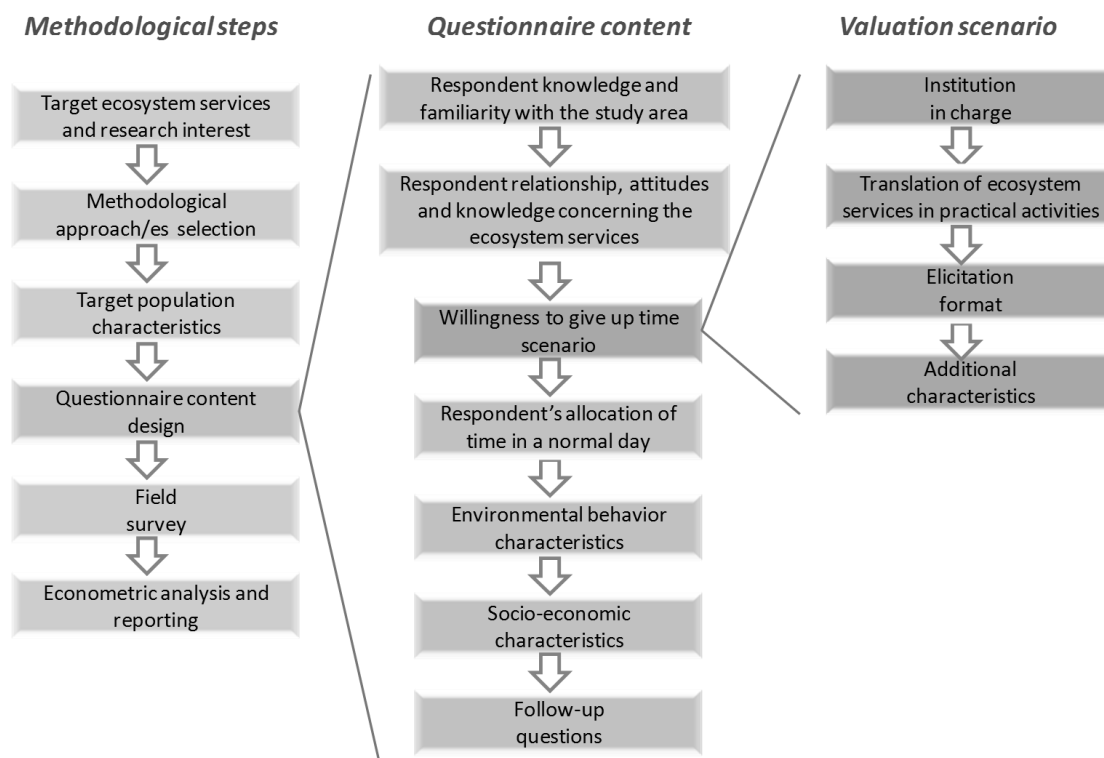 Methodological steps
Target ecosystem services
and research interest
Methodological
approach/es selection
Target population
characteristics
Questionnaire content
design
Field
survey
Econometric analysis and
reporting
Questionnaire content
Respondent knowledge and
familiarity with the study area
Respondent relationship, attitudes
and knowledge concerning the
ecosystem services
Willingness to give up time
scenario
Respondent's allocation of
time in a normal day
Environmental behavior
characteristics
Socio-economic
characteristics
Follow-up
questions
Valuation scenario
Institution
in charge
Translation of ecosystem
services in practical activities
Elicitation
format
Additional
characteristics